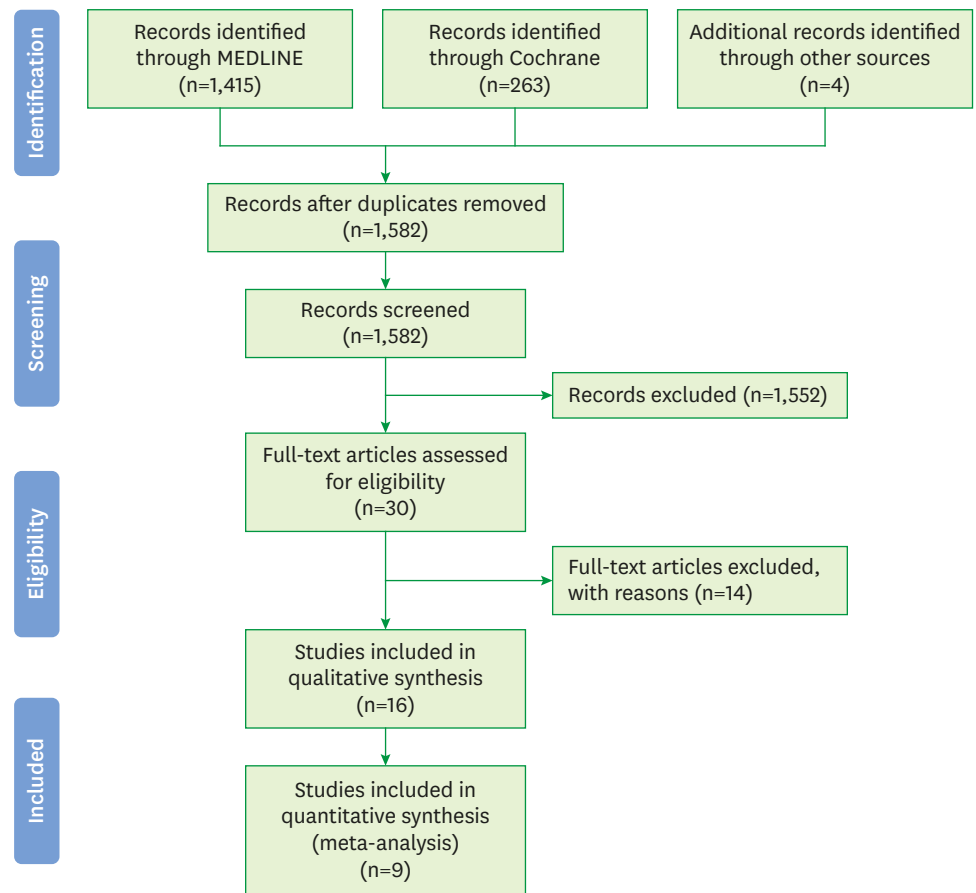 Identification
Records identified
through MEDLINE
(n=1,415)
Records identified
through Cochrane
(n=263)
Additional records identified
through other sources
(n=4)
Records after duplicates removed
(n=1,582)
Screening
Records screened
(n=1,582)
Records excluded (n=1,552)
Eligibility
Full-text articles assessed
for eligibility
(n=30)
Full-text articles excluded,
with reasons (n=14)
Studies included in
qualitative synthesis
(n=16)
Included
Studies included in
quantitative synthesis
(meta-analysis)
(n=9)